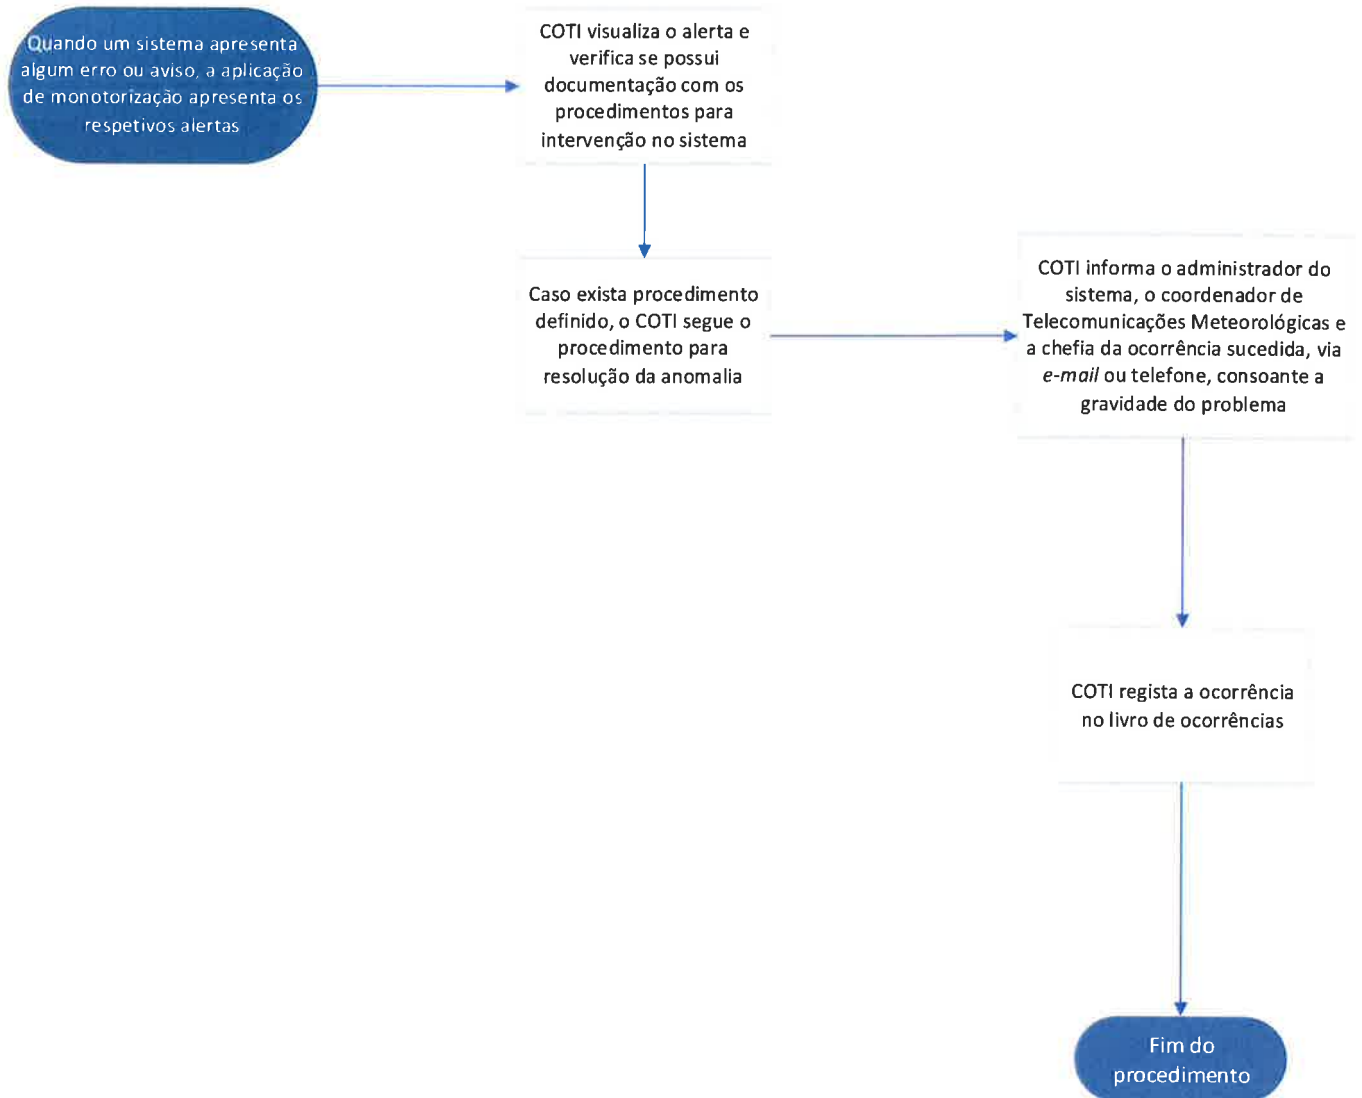 Quando um sistema apresenta
algum erro ou aviso, a aplicação
de monotorização apresenta os
respetivos alertas
COTI visualiza o alerta e
verifica se possui
documentação com os
procedimentos para
intervenção no sistema
Caso exista procedimento
definido, o COTI segue o
procedimento para
resolução da anomalia
COTI informa o administrador do
sistema, o coordenador de
Telecomunicações Meteorológicas e
a chefia da ocorrência sucedida, via
e-mail ou telefone, consoante a
gravidade do problema
COTI regista a ocorrência
no livro de ocorrências
Fim do
procedimento